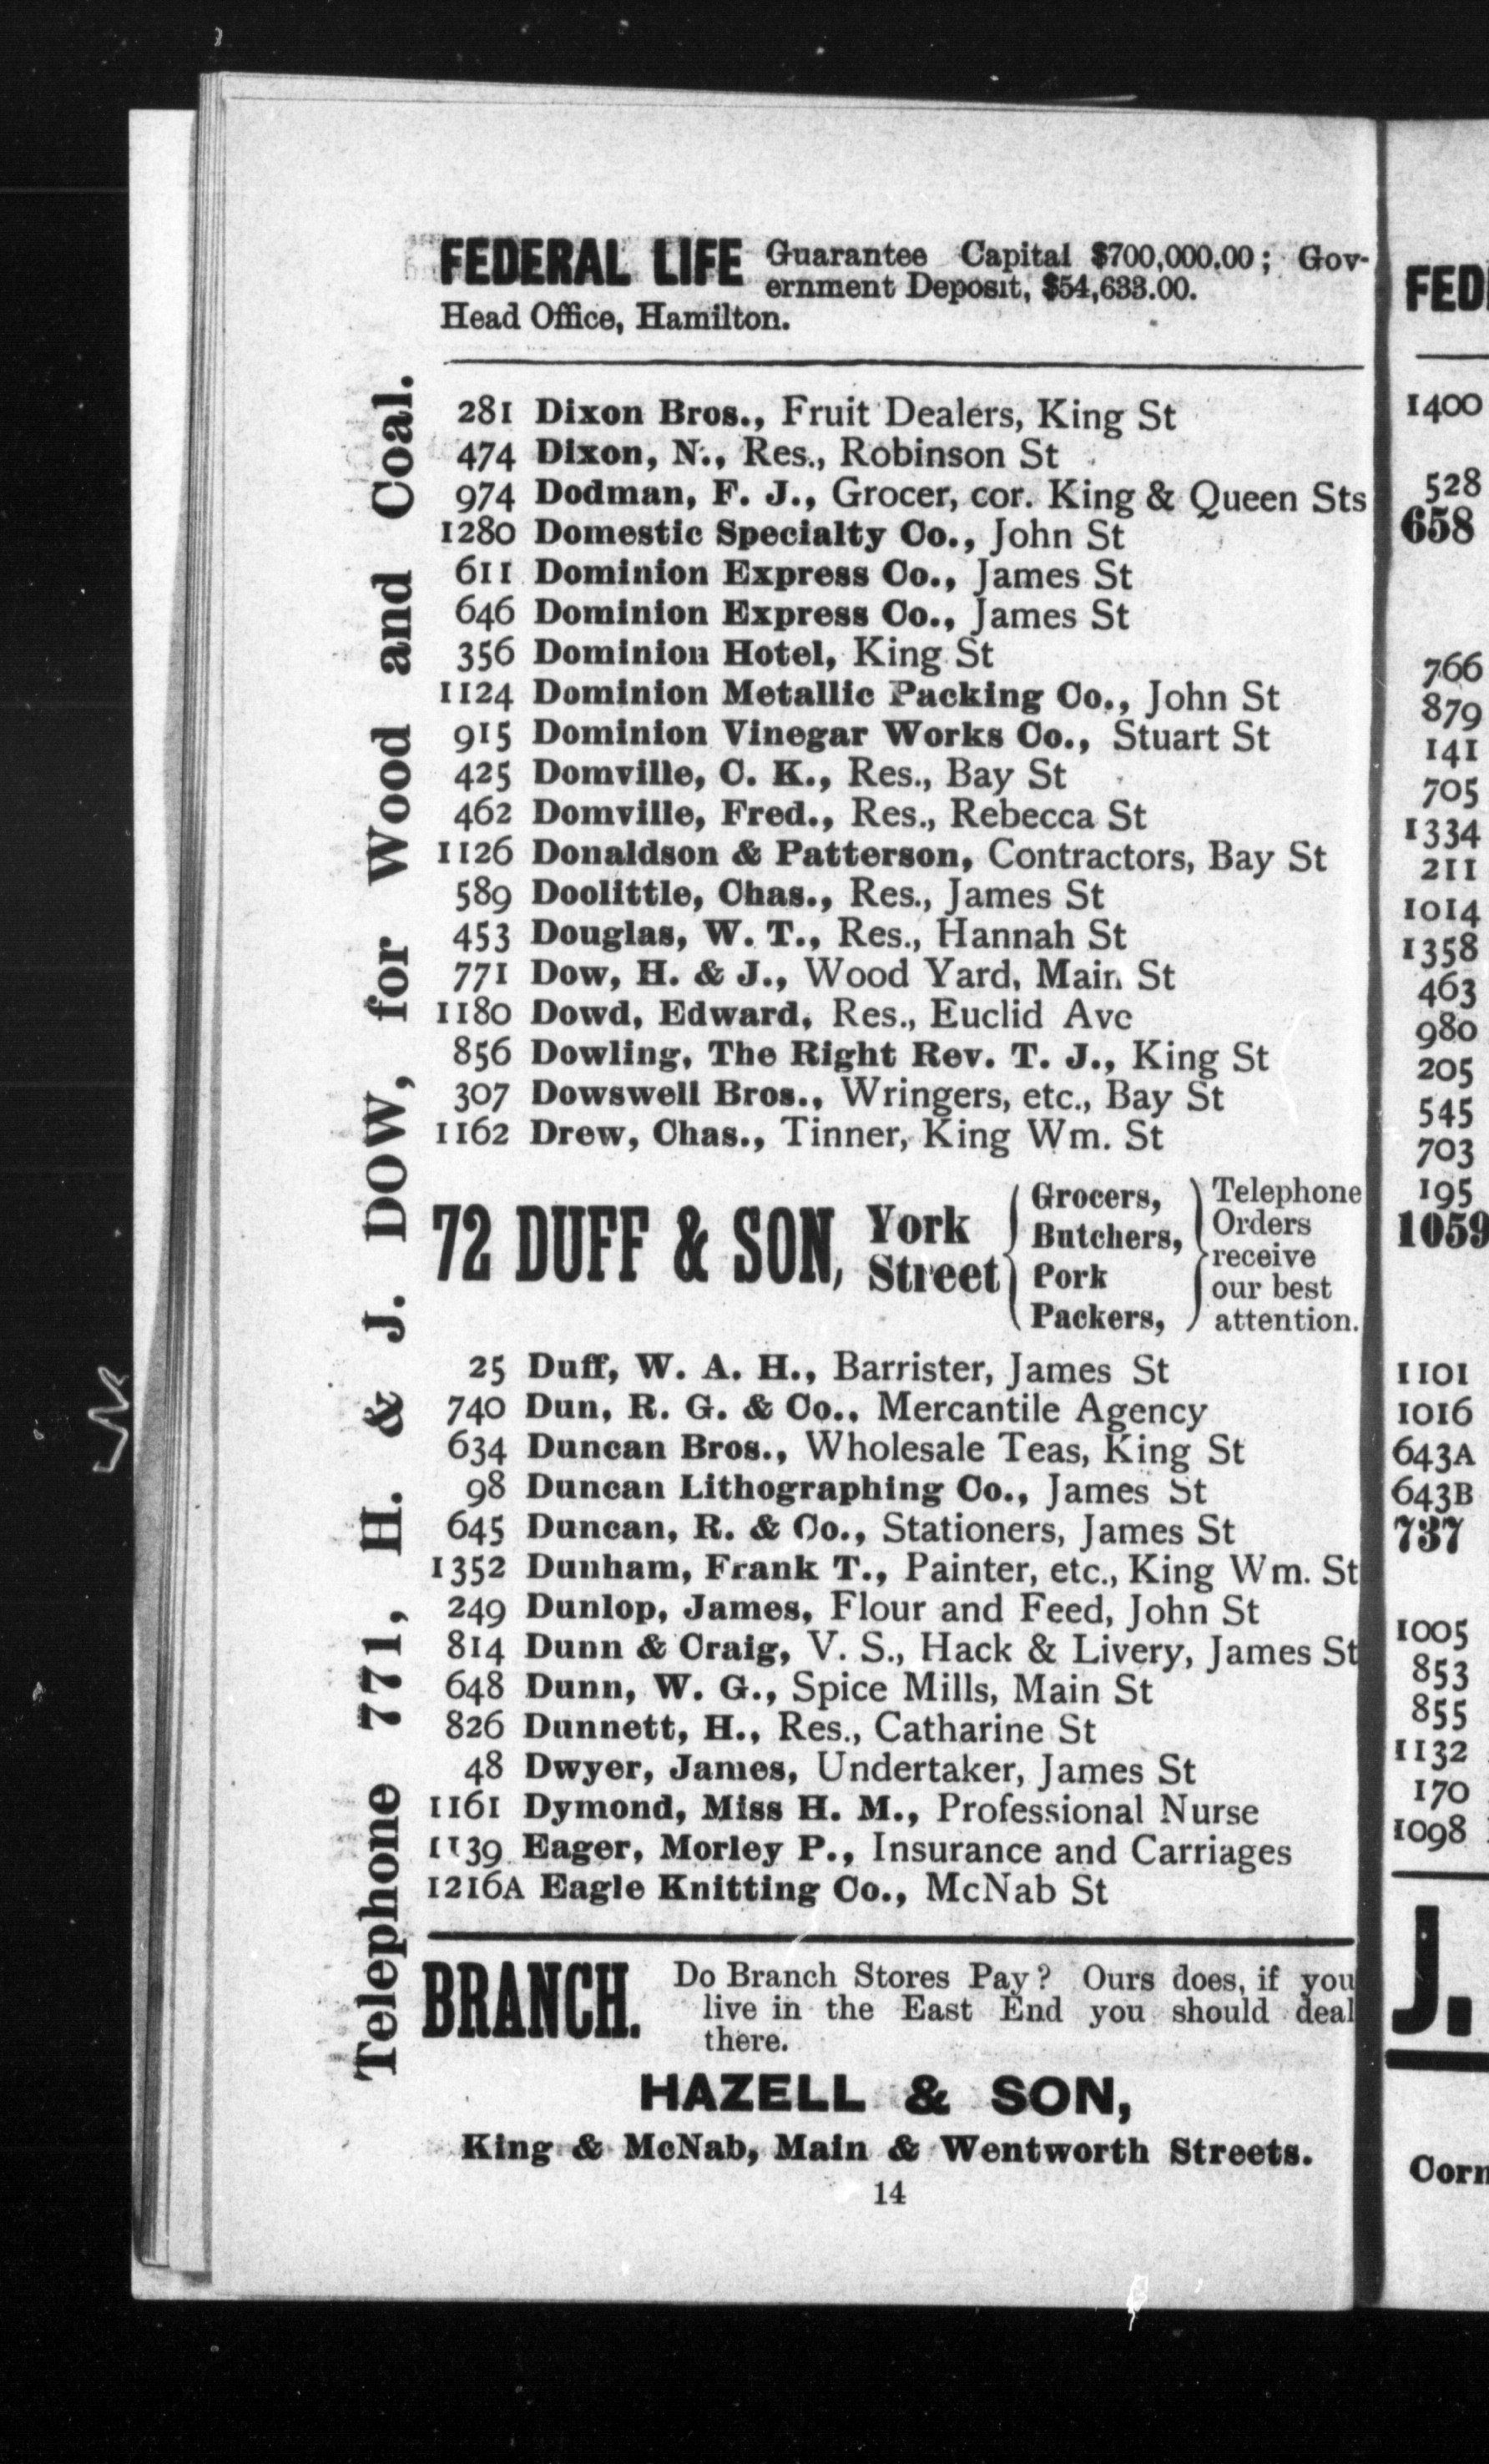 FEDERAL LIFE Guarantee Capital $700,000.00; Gov-
ernment Deposit, $54,633.00.
Head Office, Hamilton.
Telephone 771, H. & J. DOW, for Wood and Coal.
281 Dixon Bros., Fruit Dealers, King St
474 Dixon, N., Res., Robinson St
974 Dodman, F. J., Grocer, cor. King & Queen Sts
1280 Domestic Specialty Co., John St
611 Dominion Express Co., James St
646 Dominion Express Co., James St
356 Dominion Hotel, King St
1124 Dominion Metallic Packing Co., John St
915 Dominion Vinegar Works Co., Stuart St
425 Domville, C. K., Res., Bay St
462 Domville, Fred., Res., Rebecca St
1126 Donaldson & Patterson, Contractors, Bay St
589 Doolittle, Chas., Res., James St
453 Douglas, W. T., Res., Hannah St
771 Dow, H. & J., Wood Yard, Main St
1180 Dowd, Edward, Res., Euclid Ave
856 Dowling, The Right Rev. T. J., King St
307 Dowswell Bros., Wringers, etc., Bay St
1162 Drew, Chas., Tinner, King Wm. St
72 DUFF & SON, York Street
Grocers,
Butchers,
Pork
Packers,
Telephone
Orders
receive
our best
attention.
25 Duff, W. A. H., Barrister, James St
740 Dun, R. G. & Co., Mercantile Agency
634 Duncan Bros., Wholesale Teas, King St
98 Duncan Lithographing Co., James St
645 Duncan, R. & Co., Stationers, James St
1352 Dunham, Frank T., Painter, etc., King Wm. St
249 Dunlop, James, Flour and Feed, John St
814 Dunn & Craig, V. S., Hack & Livery, James St
648 Dunn, W. G., Spice Mills, Main St
826 Dunnett, H., Res., Catharine St
48 Dwyer, James, Undertaker, James St
1161 Dymond, Miss H. M., Professional Nurse
1139 Eager, Morley P., Insurance and Carriages
1216A Eagle Knitting Co., McNab St
BRANCH. Do Branch Stores Pay? Ours does, if you
live in the East End you should deal
there.
HAZELL & SON,
King & McNab, Main & Wentworth Streets.
14
1400
528
658
766
879
141
705
1334
211
1014
1358
463
980
205
545
703
195
1059
1101
1016
643A
643B
737
1005
853
855
1132
170
1098
J.